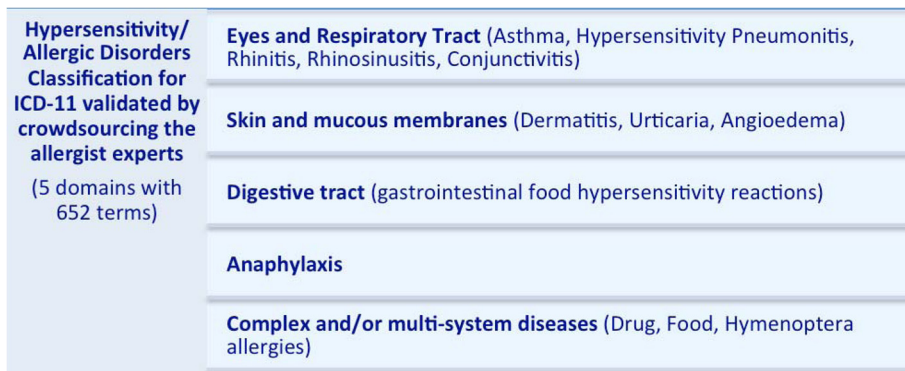 Hypersensitivity/
Allergic Disorders
Classification for
ICD-11 validated by
crowdsourcing the
allergist experts
(5 domains with
652 terms)
Eyes and Respiratory Tract (Asthma, Hypersensitivity Pneumonitis,
Rhinitis, Rhinosinusitis, Conjunctivitis)
Skin and mucous membranes (Dermatitis, Urticaria, Angioedema)
Digestive tract (gastrointestinal food hypersensitivity reactions)
Anaphylaxis
Complex and/or multi-system diseases (Drug, Food, Hymenoptera
allergies)